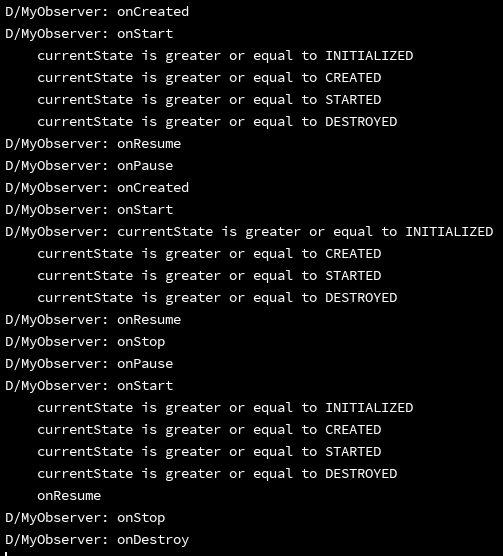 D/MyObserver: onCreated
D/MyObserver: onStart
    currentState is greater or equal to INITIALIZED
    currentState is greater or equal to CREATED
    currentState is greater or equal to STARTED
    currentState is greater or equal to DESTROYED
D/MyObserver: onResume
D/MyObserver: onPause
D/MyObserver: onCreated
D/MyObserver: onStart
D/MyObserver: currentState is greater or equal to INITIALIZED
    currentState is greater or equal to CREATED
    currentState is greater or equal to STARTED
    currentState is greater or equal to DESTROYED
D/MyObserver: onResume
D/MyObserver: onStop
D/MyObserver: onPause
D/MyObserver: onStart
    currentState is greater or equal to INITIALIZED
    currentState is greater or equal to CREATED
    currentState is greater or equal to STARTED
    currentState is greater or equal to DESTROYED
    onResume
D/MyObserver: onStop
D/MyObserver: onDestroy